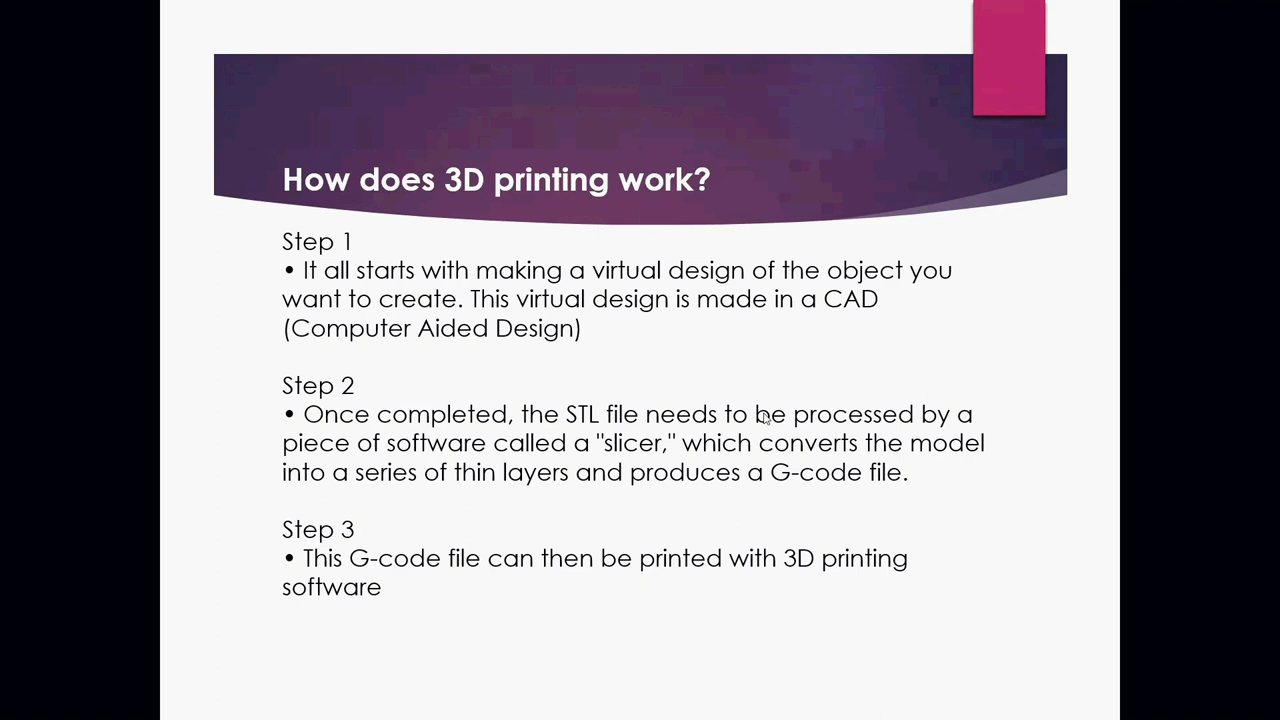 How does 3D printing work?
Step 1
• It all starts with making a virtual design of the object you
want to create. This virtual design is made in a CAD
(Computer Aided Design)
Step 2
• Once completed, the STL file needs to be processed by a
piece of software called a "slicer," which converts the model
into a series of thin layers and produces a G-code file.
Step 3
• This G-code file can then be printed with 3D printing
software